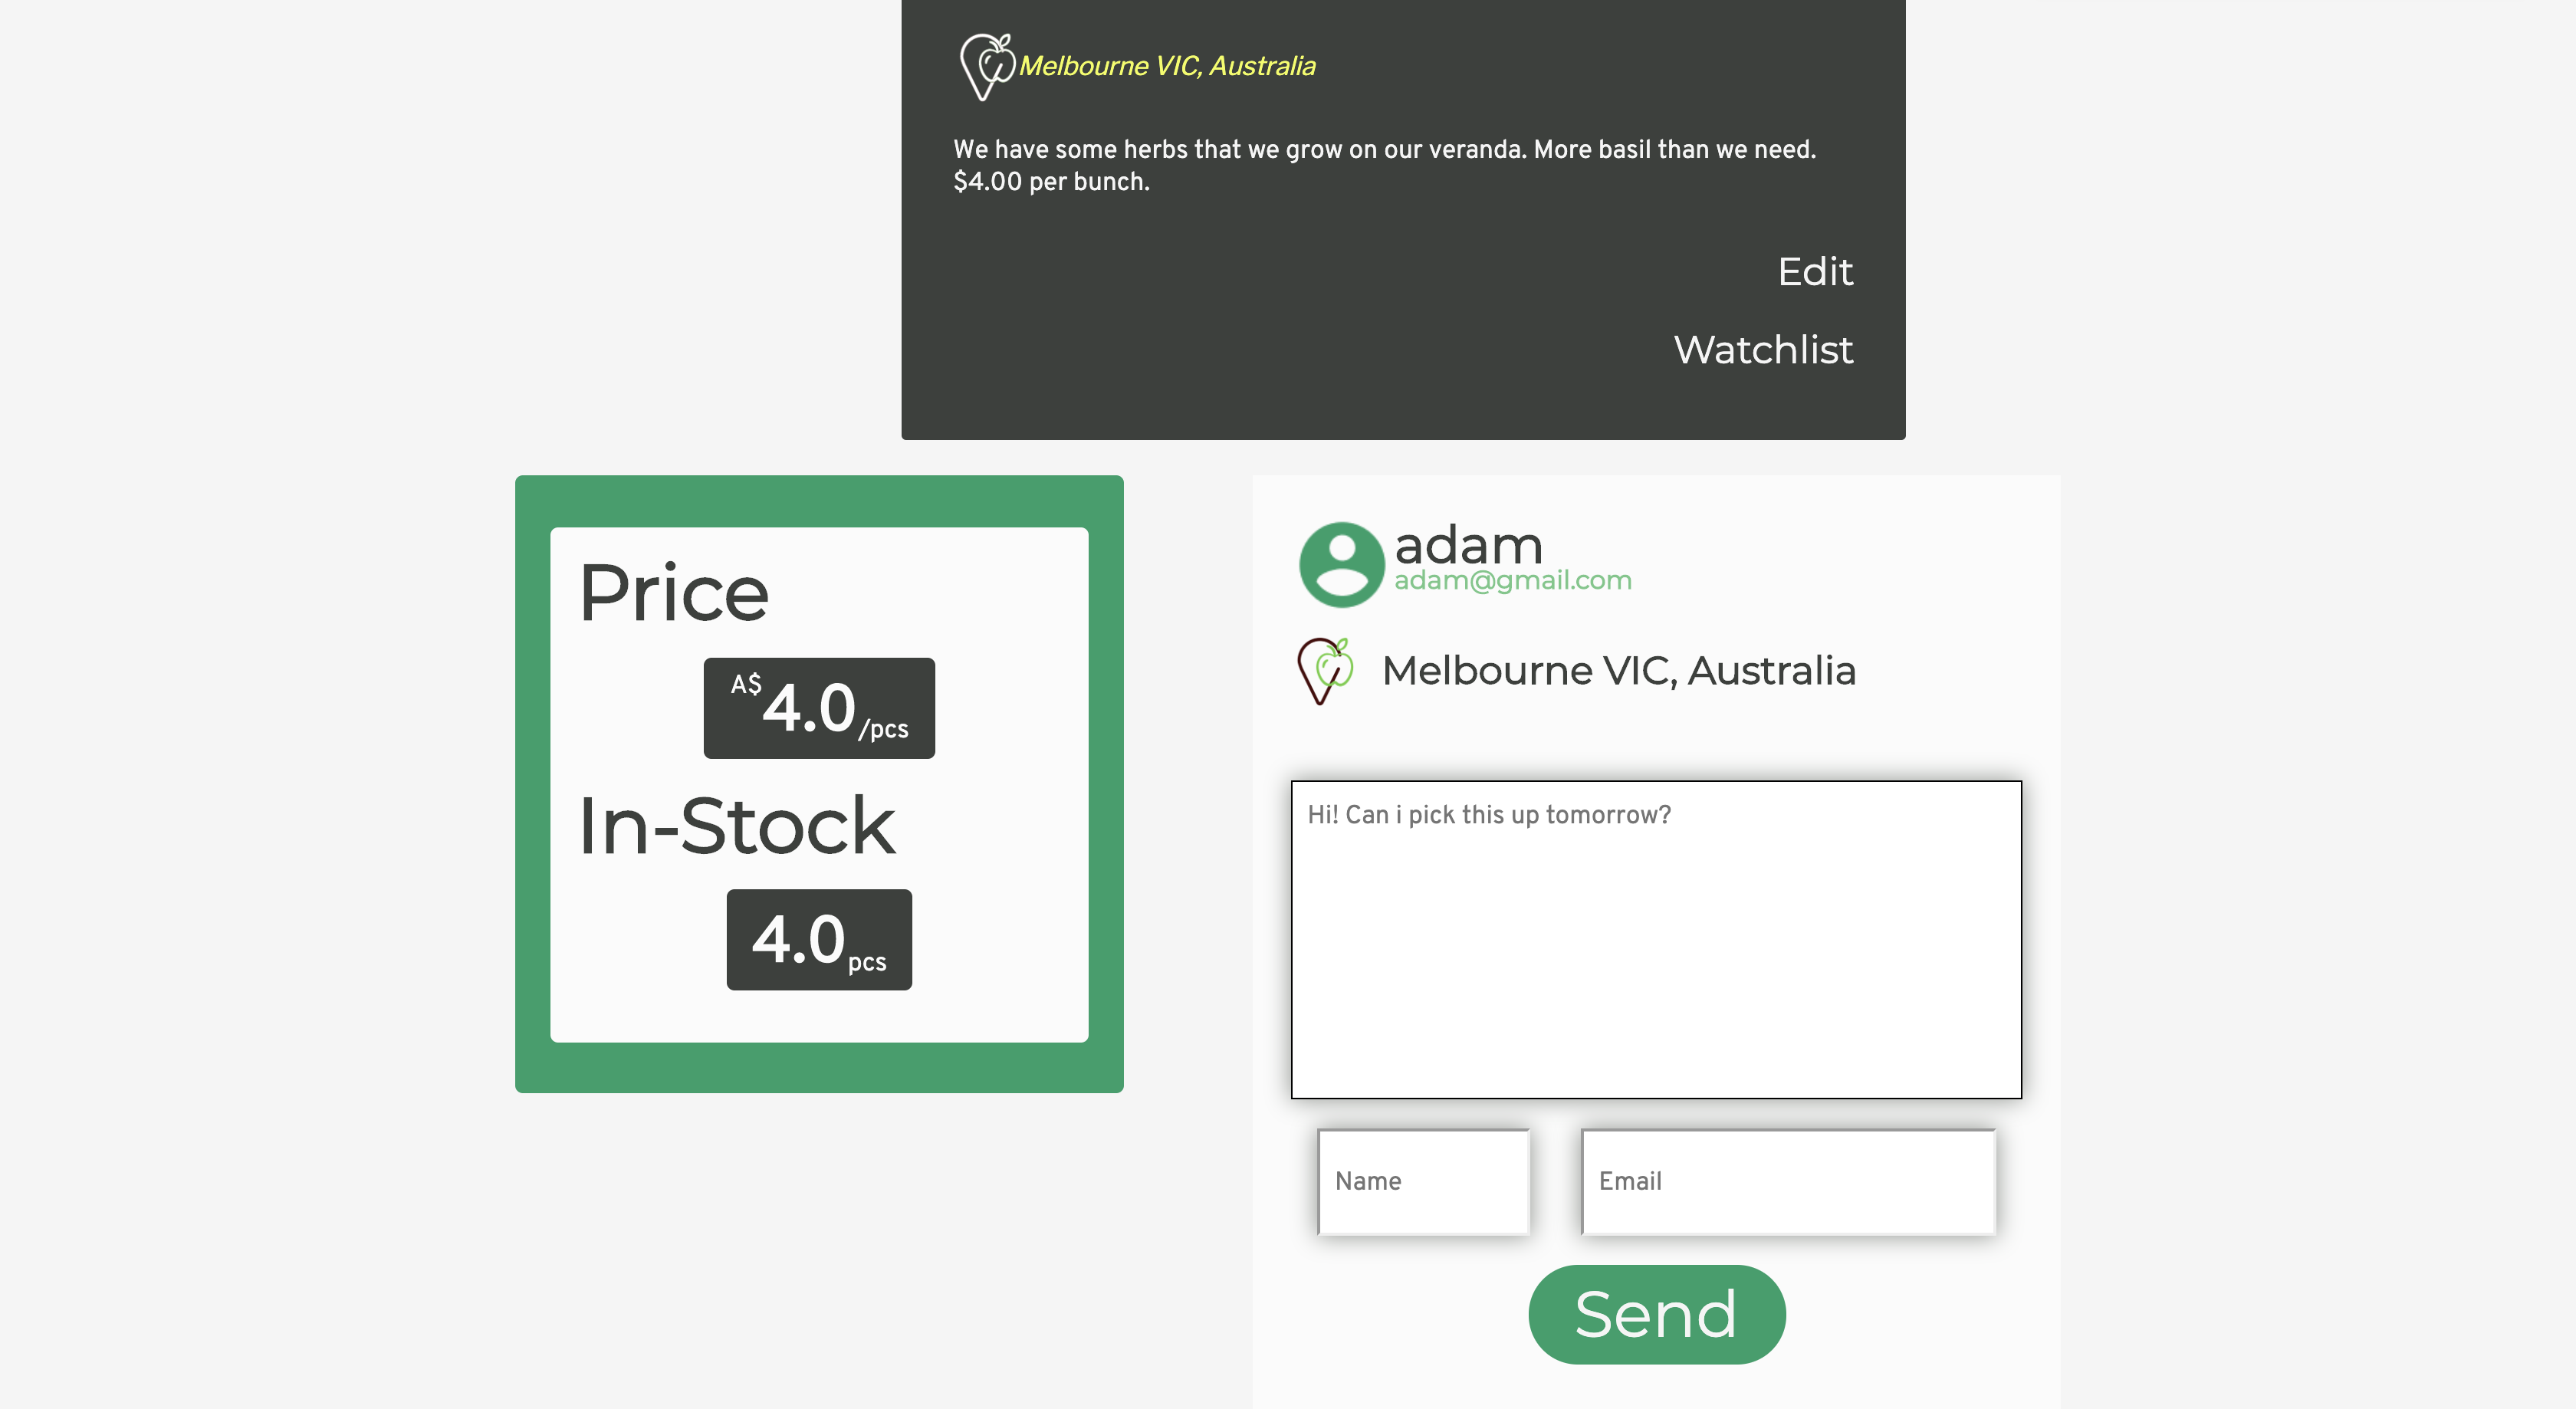 Melbourne VIC, Australia
We have some herbs that we grow on our veranda. More basil than we need.
$4.00 per bunch.
Edit
Watchlist
Price
A$4.0/pcs
In-Stock
4.0pcs
adam
adam@gmail.com
Melbourne VIC, Australia
Hi! Can i pick this up tomorrow?
Name
Email
Send